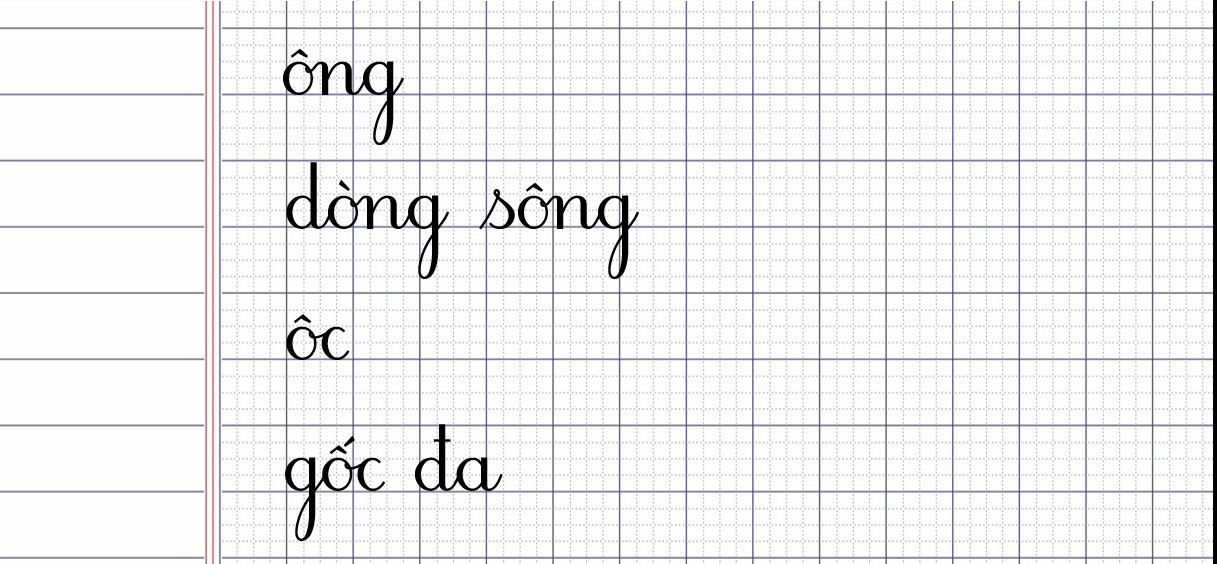 ông
dòng sông
ôc
gốc đa